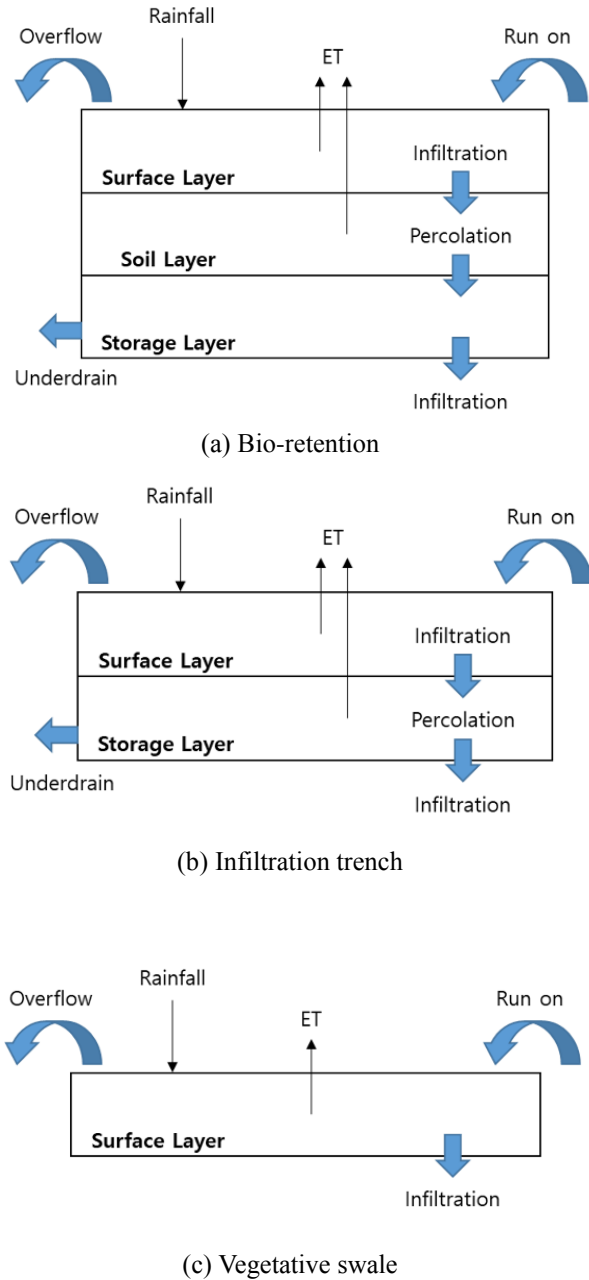 Rainfall
Overflow
ET
Run on
Infiltration
Surface Layer
Percolation
Soil Layer
Storage Layer
Underdrain
Infiltration
(a) Bio-retention
Rainfall
Overflow
ET
Run on
Infiltration
Surface Layer
Percolation
Storage Layer
Underdrain
Infiltration
(b) Infiltration trench
Rainfall
Overflow
ET
Run on
Surface Layer
Infiltration
(c) Vegetative swale